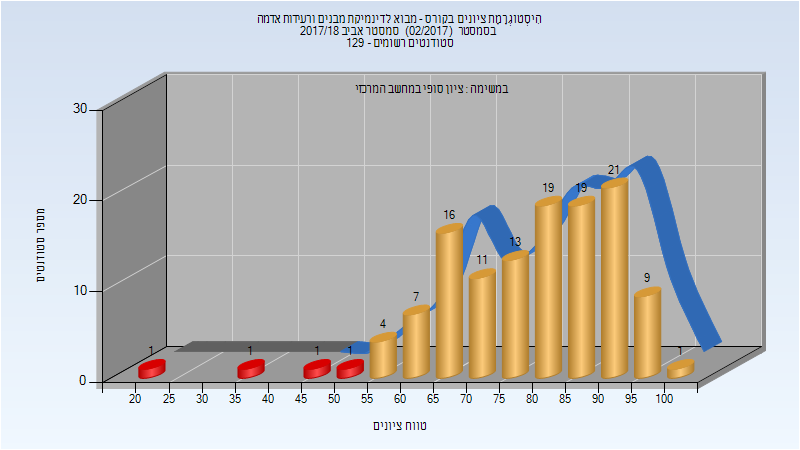 היסטוגרמת ציונים בקורס - מבוא לדינמיקת מבנים ורעידות אדמה
בסמסטר (02/2017) סמסטר אביב 2017/18
סטודנטים רשומים - 129
במשימה : ציון סופי במחשב המרכזי
30
20
10
0
מספר סטודנטים
1
1
1
1
4
7
16
11
13
19
19
21
9
1
20 25 30 35 40 45 50 55 60 65 70 75 80 85 90 95 100
טווח ציונים